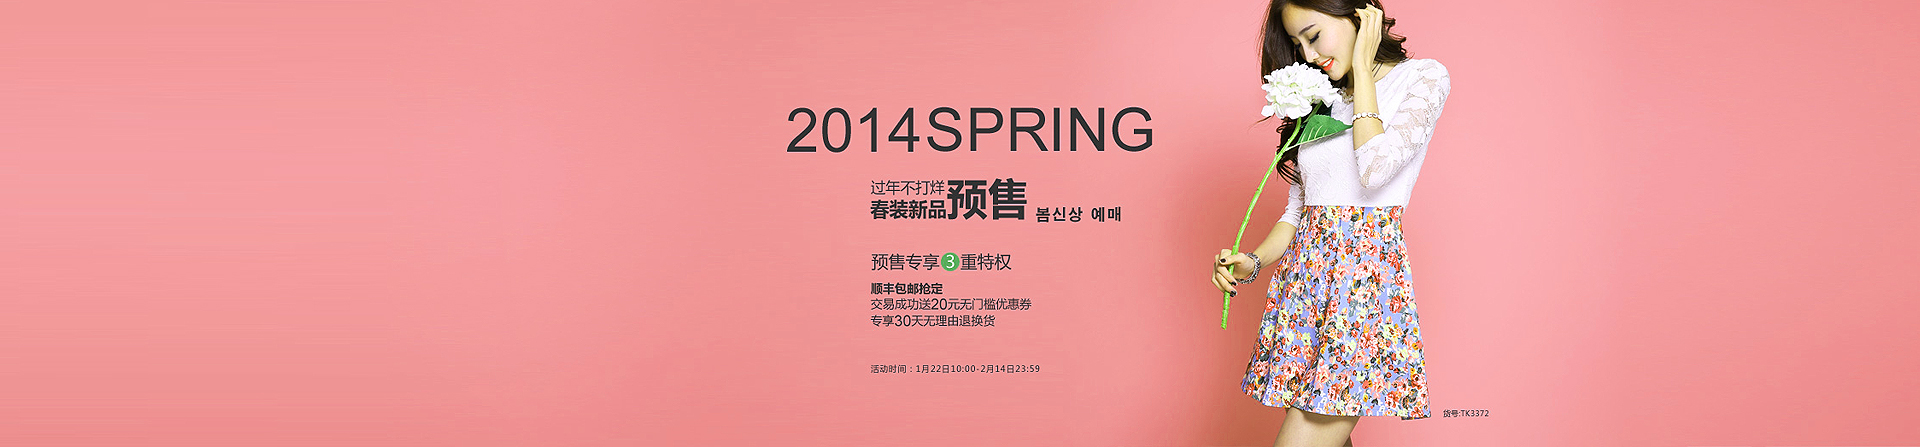 2014SPRING
过年不打烊
春装新品预售 봄신상 예매
预售专享3重特权
顺丰包邮抢定
交易成功送20元无门槛优惠券
专享30天无理由退换货
活动时间：1月22日10:00-2月14日23:59
货号:TK3372